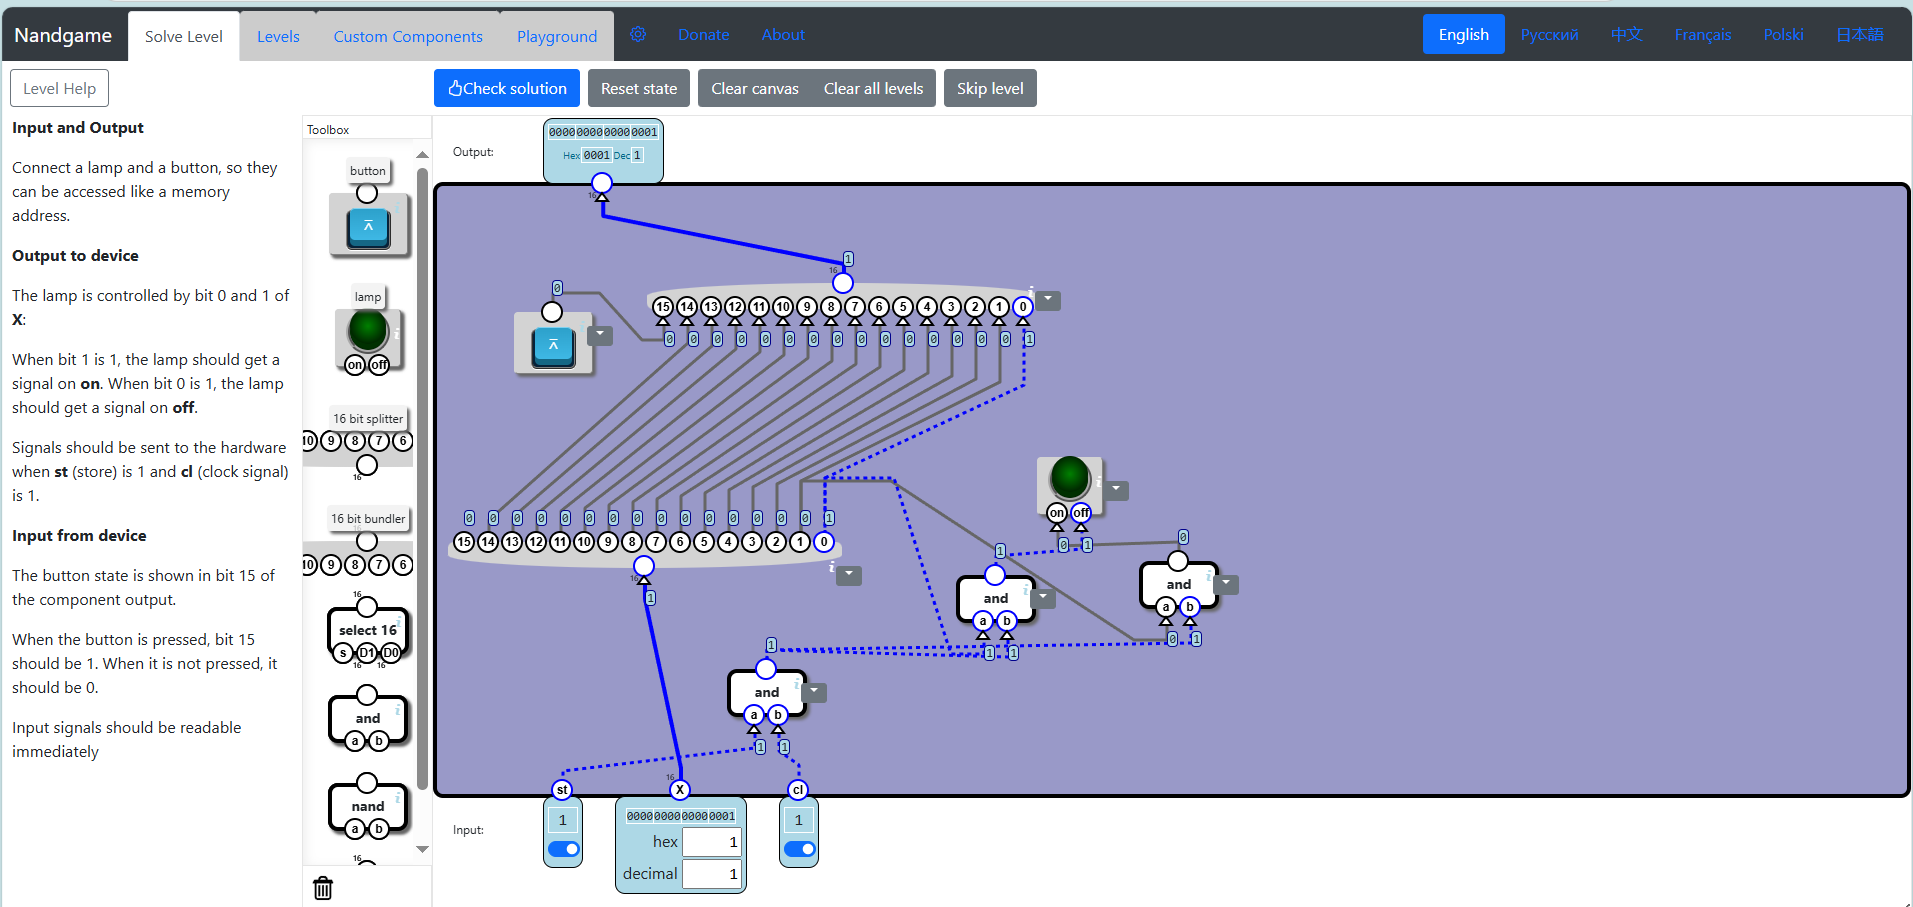 Nandgame Solve Level Levels Custom Components Playground Donate About English Русский 中文 Français Polski 日本語
Level Help
Check solution Reset state Clear canvas Clear all levels Skip level
Input and Output
Connect a lamp and a button, so they
can be accessed like a memory
address.
Output to device
The lamp is controlled by bit 0 and 1 of
X:
When bit 1 is 1, the lamp should get a
signal on on. When bit 0 is 1, the lamp
should get a signal on off.
Signals should be sent to the hardware
when st (store) is 1 and cl (clock signal)
is 1.
Input from device
The button state is shown in bit 15 of
the component output.
When the button is pressed, bit 15
should be 1. When it is not pressed, it
should be 0.
Input signals should be readable
immediately
Toolbox
button
lamp
on off
16 bit splitter
10 9 8 7 6
16
16 bit bundler
16
10 9 8 7 6
16
select 16
s D1 D0
16 16
and
a b
nand
a b
16
Output:
0000000000000001
Hex 0001 Dec 1
16
1
16
0
15 14 13 12 11 10 9 8 7 6 5 4 3 2 1 0
0 0 0 0 0 0 0 0 0 0 0 0 0 0 0 1
0 0 0 0 0 0 0 0 0 0 0 0 0 0 0 1
15 14 13 12 11 10 9 8 7 6 5 4 3 2 1 0
16
1
on off
0 1
1
and
a b
1 1
0
and
a b
0 1
1
and
a b
1 1
16
st X cl
Input:
1
0000000000000001
hex 1
decimal 1
1